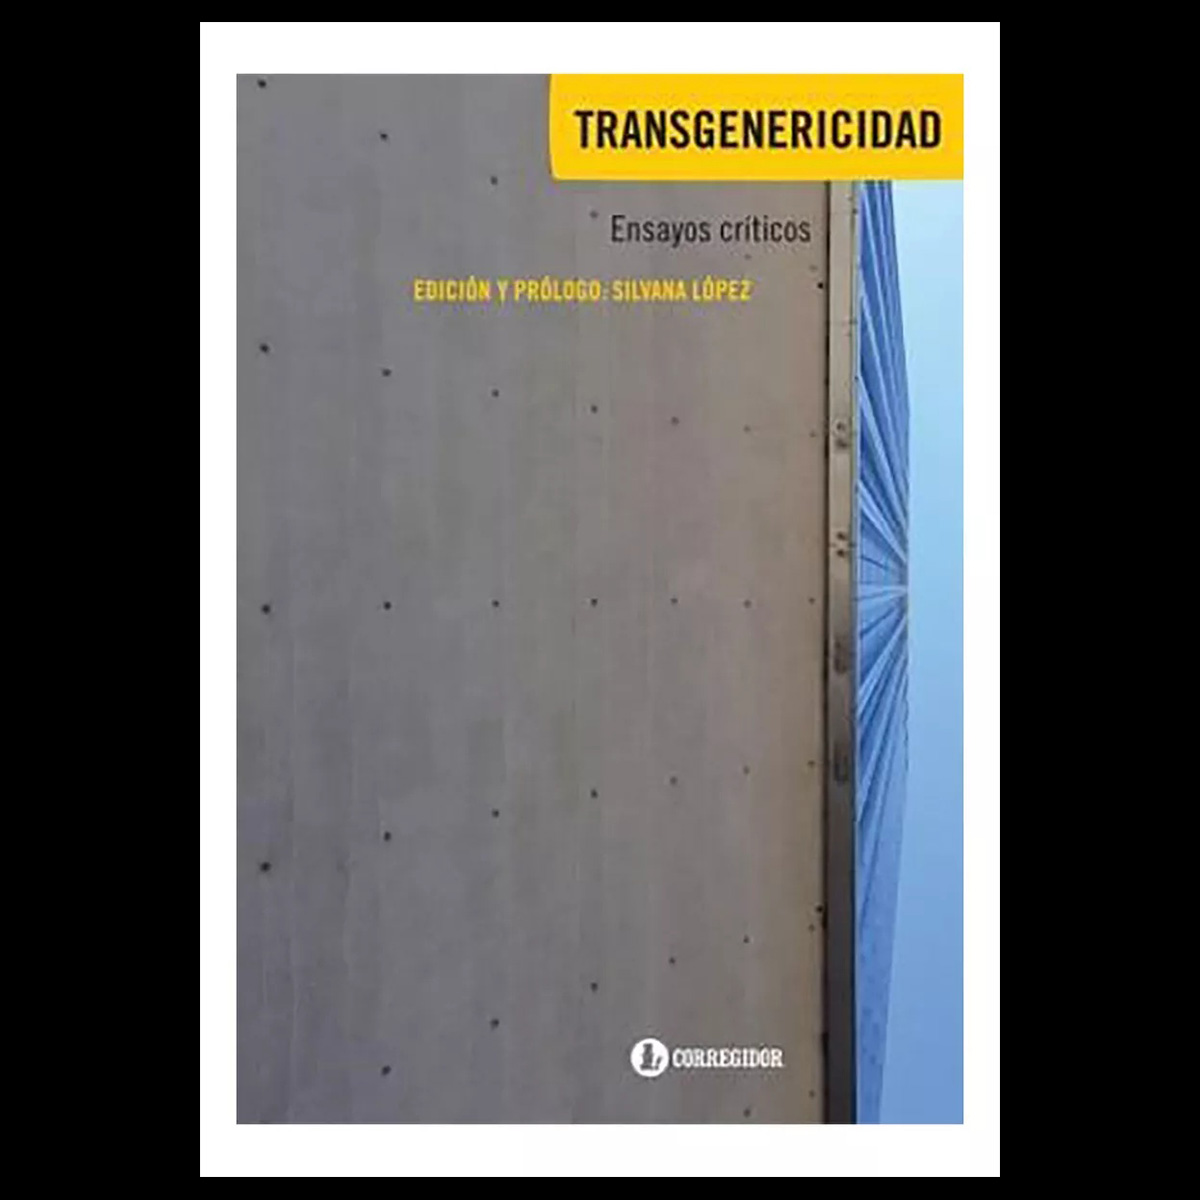 TRANSGENERICIDAD
Ensayos críticos
EDICIÓN Y PRÓLOGO: SILVANA LÓPEZ
CORREGIDOR